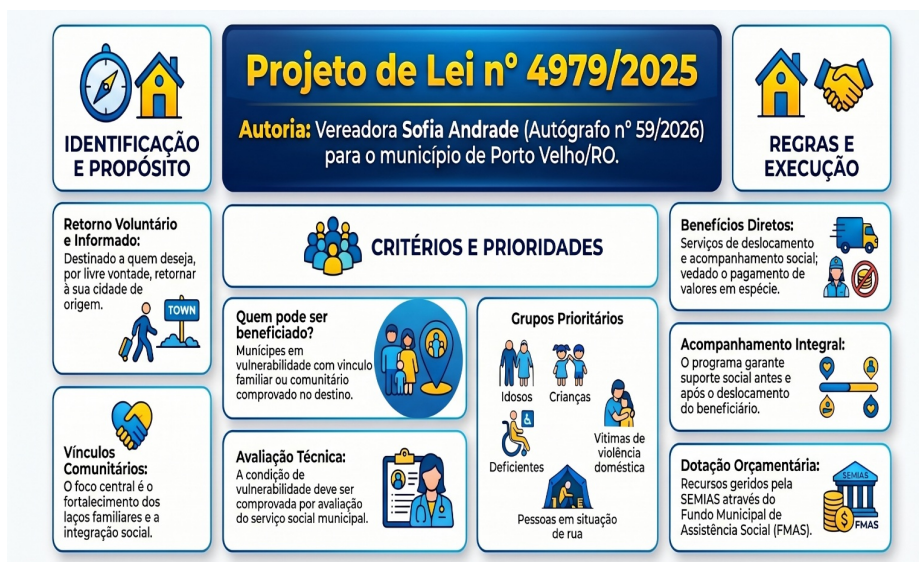 IDENTIFICAÇÃO
E PROPÓSITO
Projeto de Lei nº 4979/2025
Autoria: Vereadora Sofia Andrade (Autógrafo nº 59/2026)
para o município de Porto Velho/RO.
REGRAS E
EXECUÇÃO
Retorno Voluntário
e Informado:
Destinado a quem deseja,
por livre vontade, retornar
à sua cidade de
origem.
TOWN
Vínculos
Comunitários:
O foco central é o
fortalecimento dos
laços familiares e a
integração social.
CRITÉRIOS E PRIORIDADES
Quem pode ser
beneficiado?
Munícipes em
vulnerabilidade com vinculo
familiar ou comunitário
comprovado no destino.
Avaliação Técnica:
A condição de
vulnerabilidade deve ser
comprovada por avaliação
do serviço social municipal.
Grupos Prioritários
Idosos
Crianças
Deficientes
Vitimas de
violência
doméstica
Pessoas em situação
de rua
Benefícios Diretos:
Serviços de deslocamento
e acompanhamento social;
vedado o pagamento de
valores em espécie.
Acompanhamento Integral:
O programa garante
suporte social antes e
após o deslocamento
do beneficiário.
Dotação Orçamentária:
Recursos geridos pela
SEMIAS através do
Fundo Municipal de
Assistência Social (FMAS).
SEMIAS
FMAS